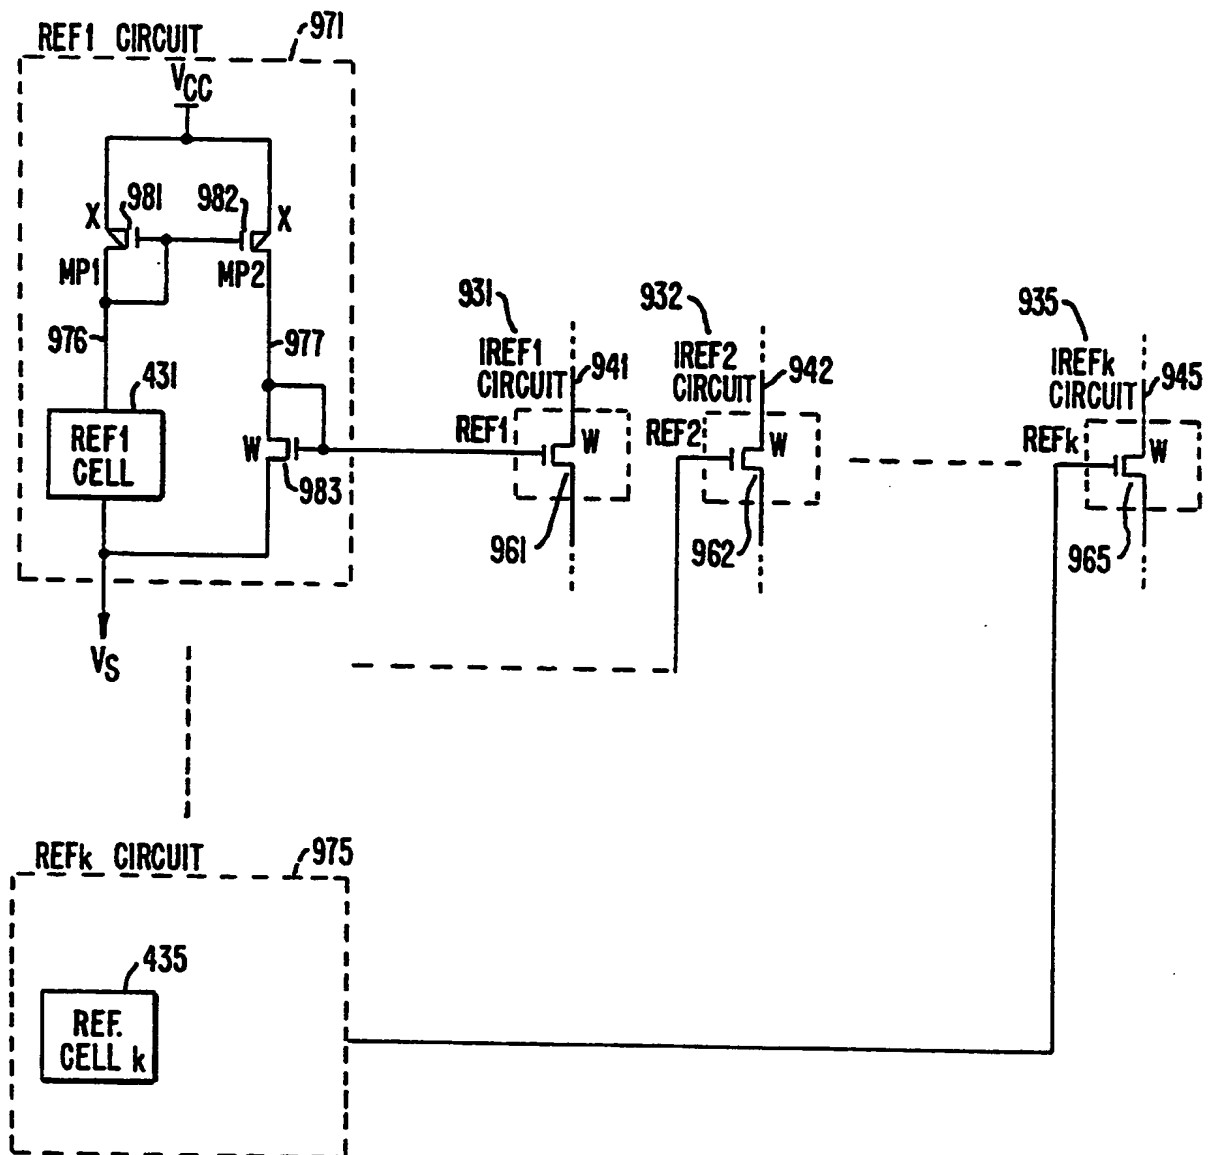 REF1 CIRCUIT
971
VCC
981
982
X
X
MP1
MP2
976
977
431
REF1
CELL
W
983
VS
931
IREF1
CIRCUIT
941
REF1
W
961
932
IREF2
CIRCUIT
942
REF2
W
962
935
IREFk
CIRCUIT
945
REFk
W
965
REFk CIRCUIT
975
435
REF.
CELL k